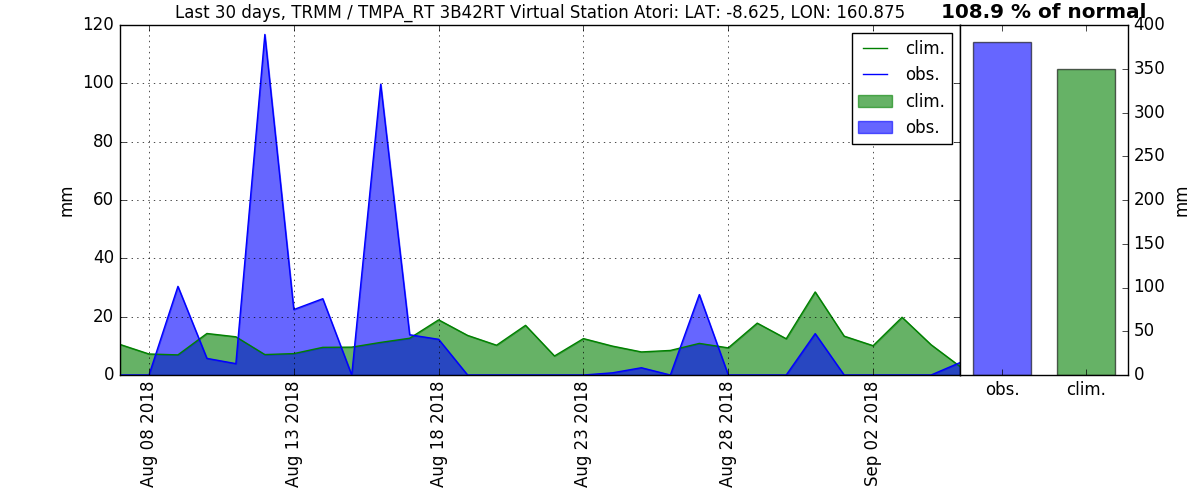 Last 30 days, TRMM / TMPA_RT 3B42RT Virtual Station Atori: LAT: -8.625, LON: 160.875
108.9 % of normal
120
100
80
60
40
20
0
mm
clim.
obs.
clim.
obs.
400
350
300
250
200
150
100
50
0
mm
Aug 08 2018
Aug 13 2018
Aug 18 2018
Aug 23 2018
Aug 28 2018
Sep 02 2018
obs.
clim.